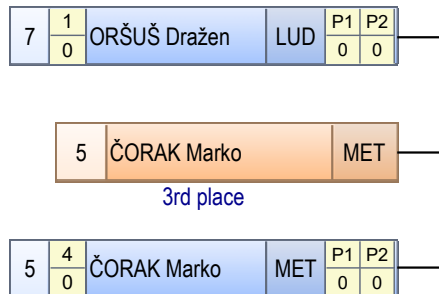 7 1 0 ORŠUŠ Dražen LUD P1 P2 0 0
5 ČORAK Marko MET
3rd place
5 4 0 ČORAK Marko MET P1 P2 0 0